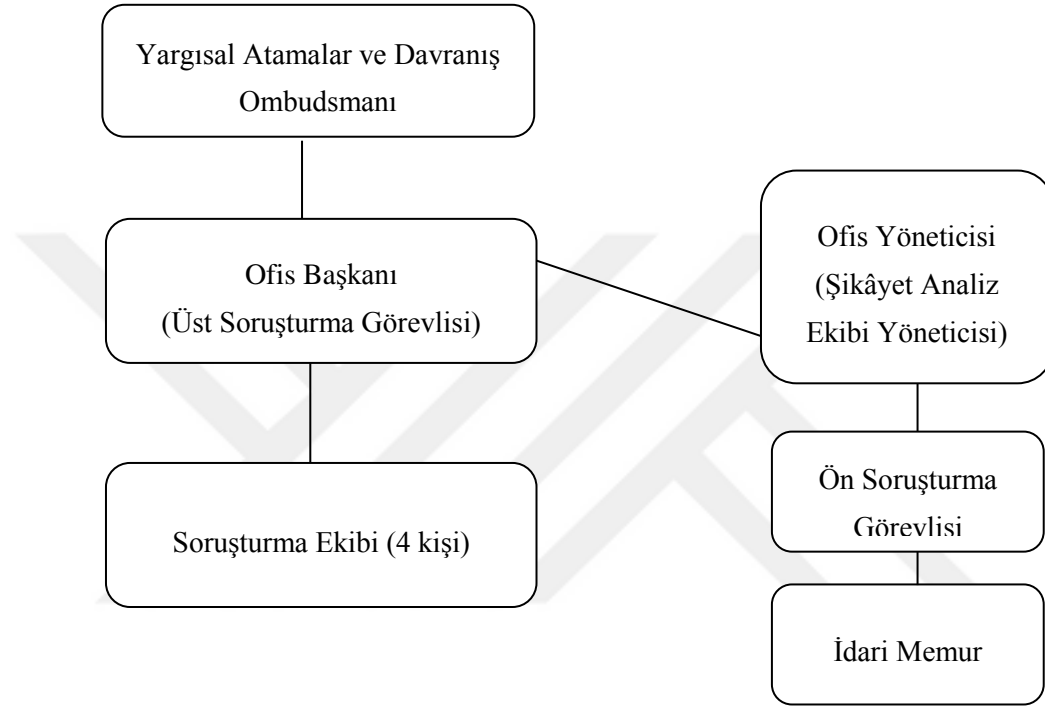 Yargısal Atamalar ve Davranış
Ombudsmanı
Ofis Başkanı
(Üst Soruşturma Görevlisi)
Soruşturma Ekibi (4 kişi)
Ofis Yöneticisi
(Şikâyet Analiz
Ekibi Yöneticisi)
Ön Soruşturma
Görevlisi
İdari Memur